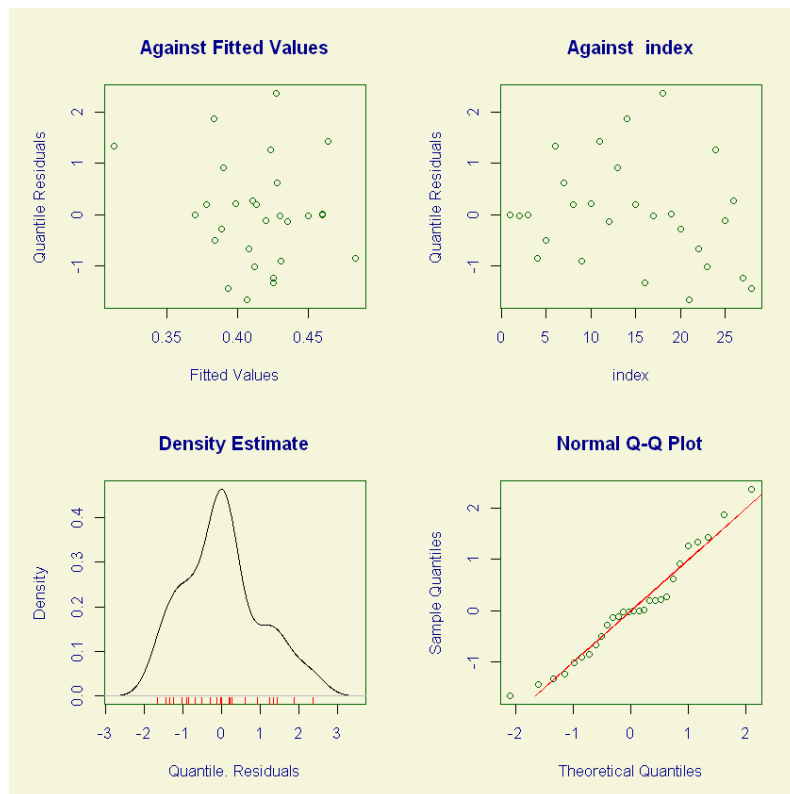 Against Fitted Values
Quantile Residuals
2
1
0
-1
0.35 0.40 0.45
Fitted Values
Against index
Quantile Residuals
2
1
0
-1
0 5 10 15 20 25
index
Density Estimate
Density
0.4
0.3
0.2
0.1
0.0
-3 -2 -1 0 1 2 3
Quantile. Residuals
Normal Q-Q Plot
Sample Quantiles
2
1
0
-1
-2 -1 0 1 2
Theoretical Quantiles